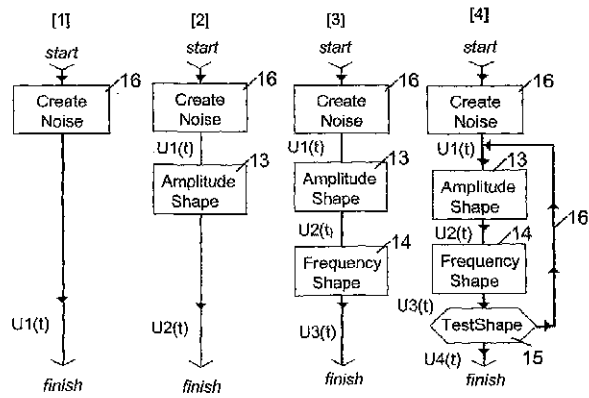 [1] [2] [3] [4]
start start start start
16 16 16 16
Create Noise Create Noise Create Noise Create Noise
U1(t) U1(t) U1(t)
13 13 13
Amplitude Shape Amplitude Shape Amplitude Shape
16
U2(t) U2(t)
14 14
Frequency Shape Frequency Shape
U1(t) U2(t) U3(t) U3(t)
TestShape
15
U4(t)
finish finish finish finish